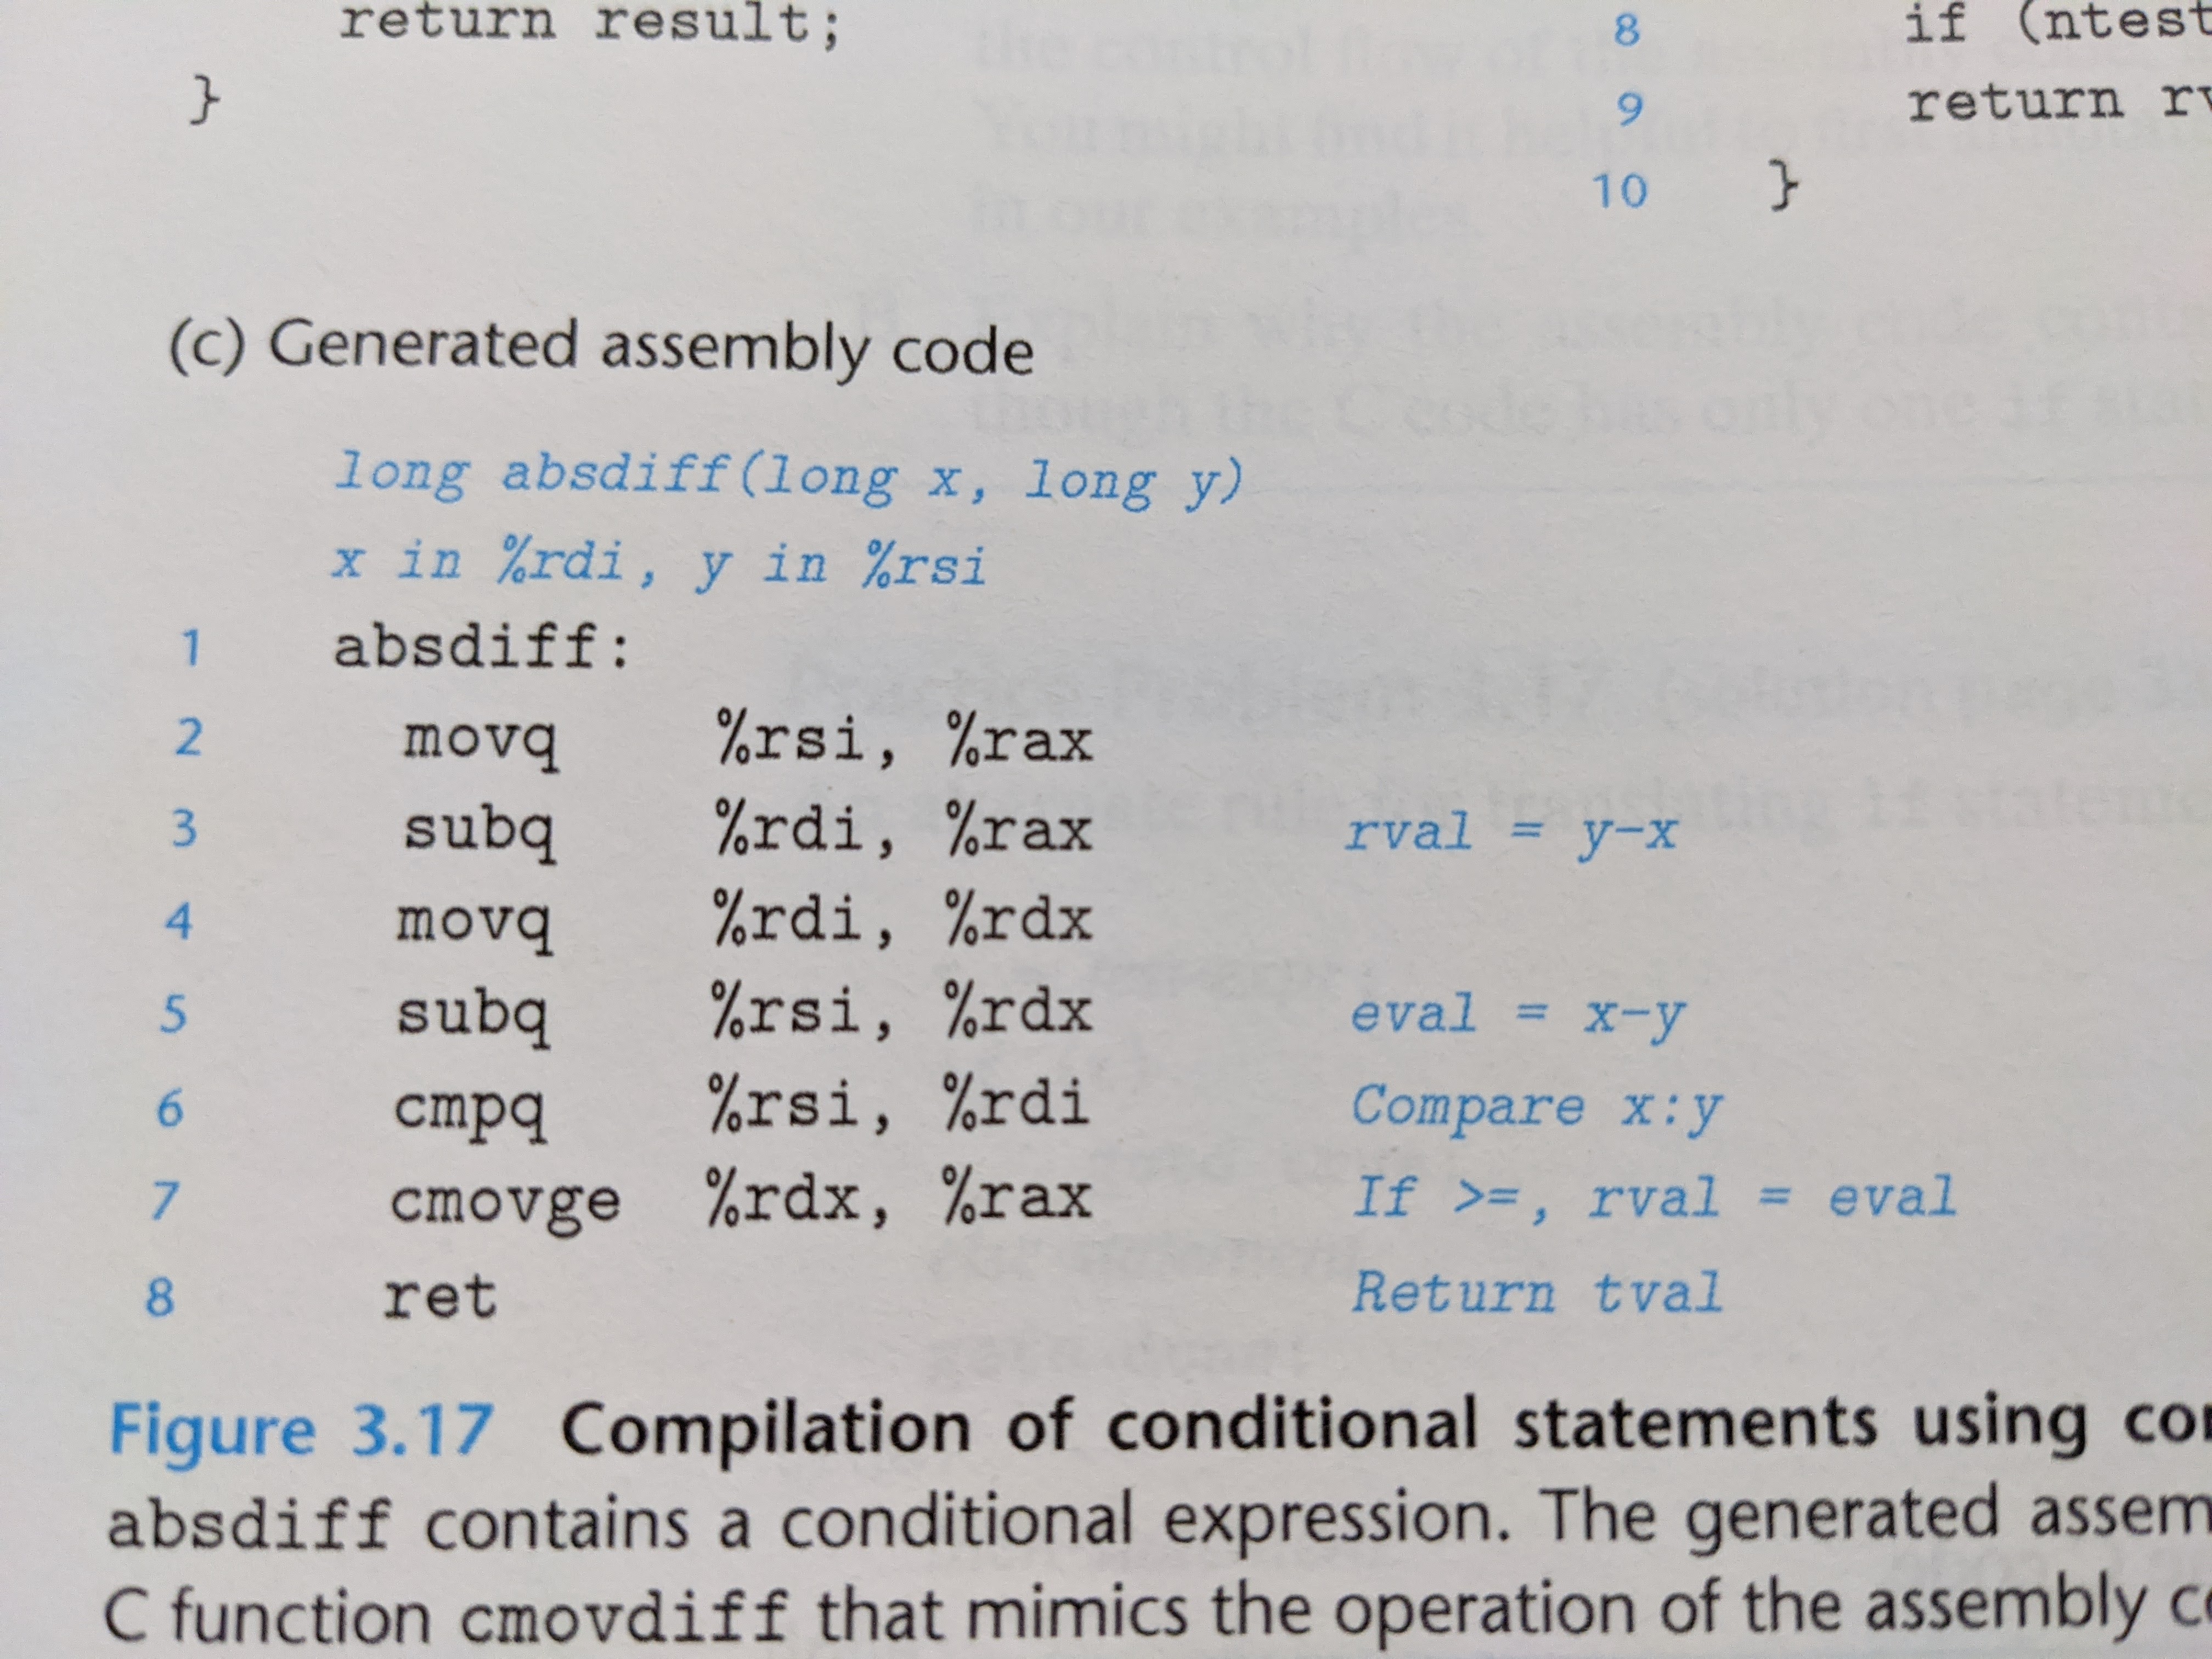 return result;
}
8 if (ntest
9 return rv
10 }
(c) Generated assembly code
long absdiff(long x, long y)
x in %rdi, y in %rsi
1 absdiff:
2 movq %rsi, %rax
3 subq %rdi, %rax rval = y-x
4 movq %rdi, %rdx
5 subq %rsi, %rdx eval = x-y
6 cmpq %rsi, %rdi Compare x:y
7 cmovge %rdx, %rax If >=, rval = eval
8 ret Return tval
Figure 3.17 Compilation of conditional statements using
absdiff contains a conditional expression. The generated assem
C function cmovdiff that mimics the operation of the assembly